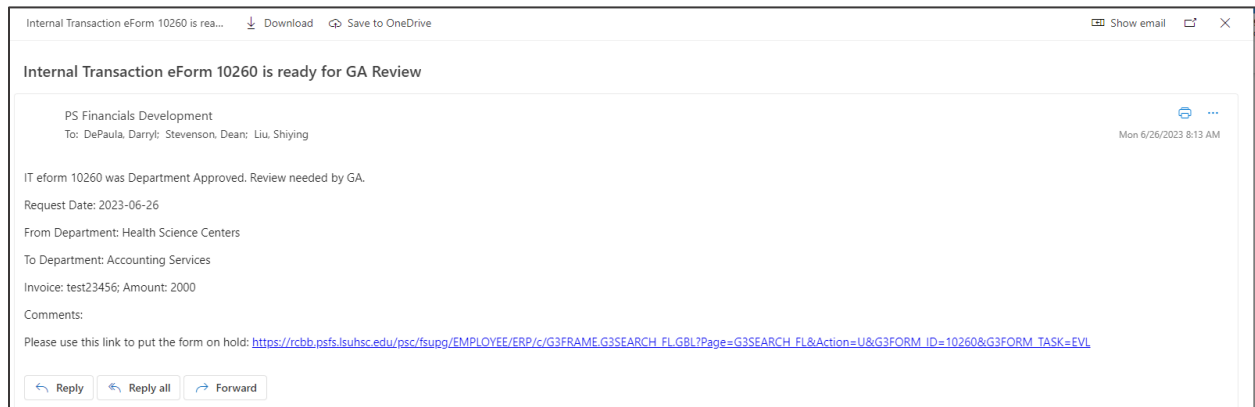 Internal Transaction eForm 10260 is rea... Download Save to OneDrive Show email
Internal Transaction eForm 10260 is ready for GA Review
PS Financials Development
To: DePaula, Darryl; Stevenson, Dean; Liu, Shiying
Mon 6/26/2023 8:13 AM
IT eform 10260 was Department Approved. Review needed by GA.
Request Date: 2023-06-26
From Department: Health Science Centers
To Department: Accounting Services
Invoice: test23456; Amount: 2000
Comments:
Please use this link to put the form on hold: https://rcbb.psfs.lsuhsc.edu/psc/fsupg/EMPLOYEE/ERP/c/G3FRAME.G3SEARCH_FL.GBL?Page=G3SEARCH_FL&Action=U&G3FORM_ID=10260&G3FORM_TASK=EVL
Reply Reply all Forward